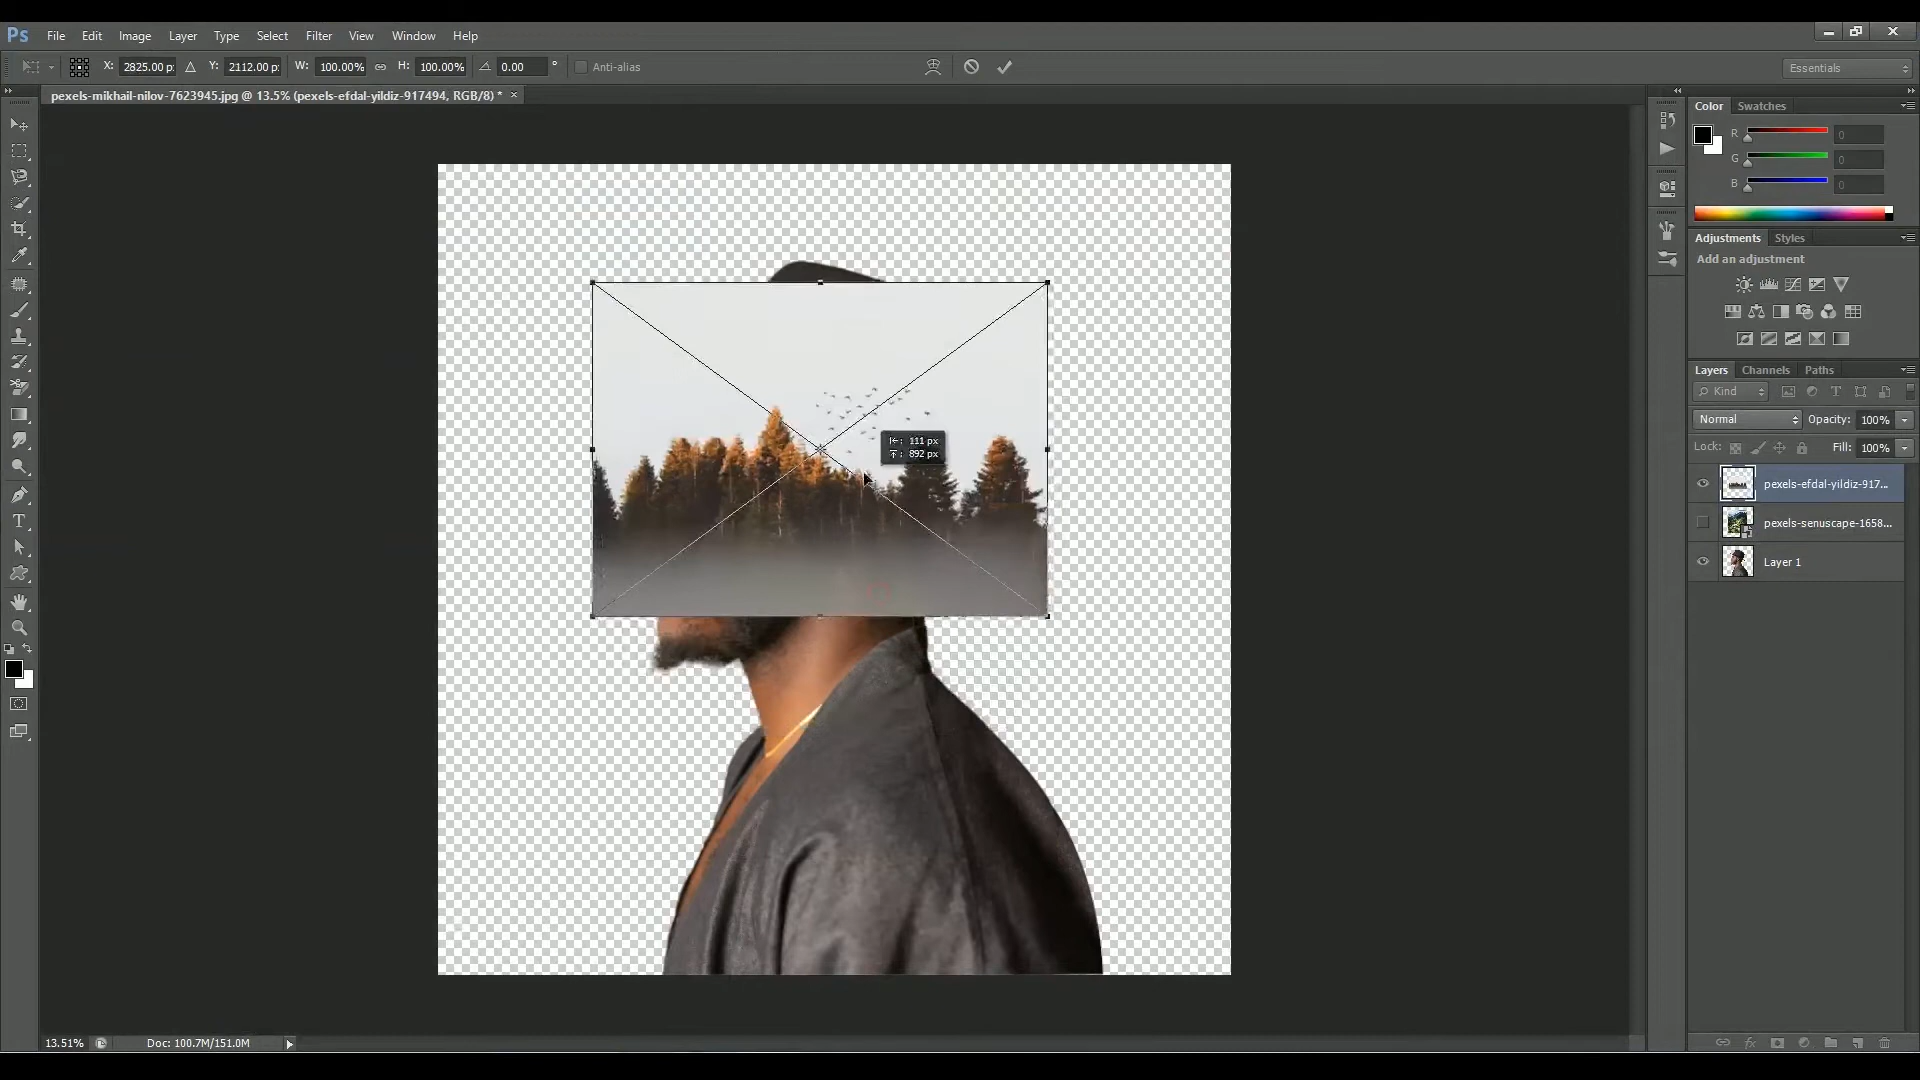 Ps File Edit Image Layer Type Select Filter View Window Help
X: 2825.00 p: Y: 2112.00 p: W: 100.00% H: 100.00% 0.00 ° Anti-alias Essentials
pexels-mikhail-nilov-7623945.jpg @ 13.5% (pexels-efdal-yildiz-917494, RGB/8) * ×
Color Swatches
R 0
G 0
B 0
Adjustments Styles
Add an adjustment
Layers Channels Paths
Kind
Normal Opacity: 100%
Lock: Fill: 100%
pexels-efdal-yildiz-917...
pexels-senuscape-1658...
Layer 1
111 px
892 px
13.51% Doc: 100.7M/151.0M